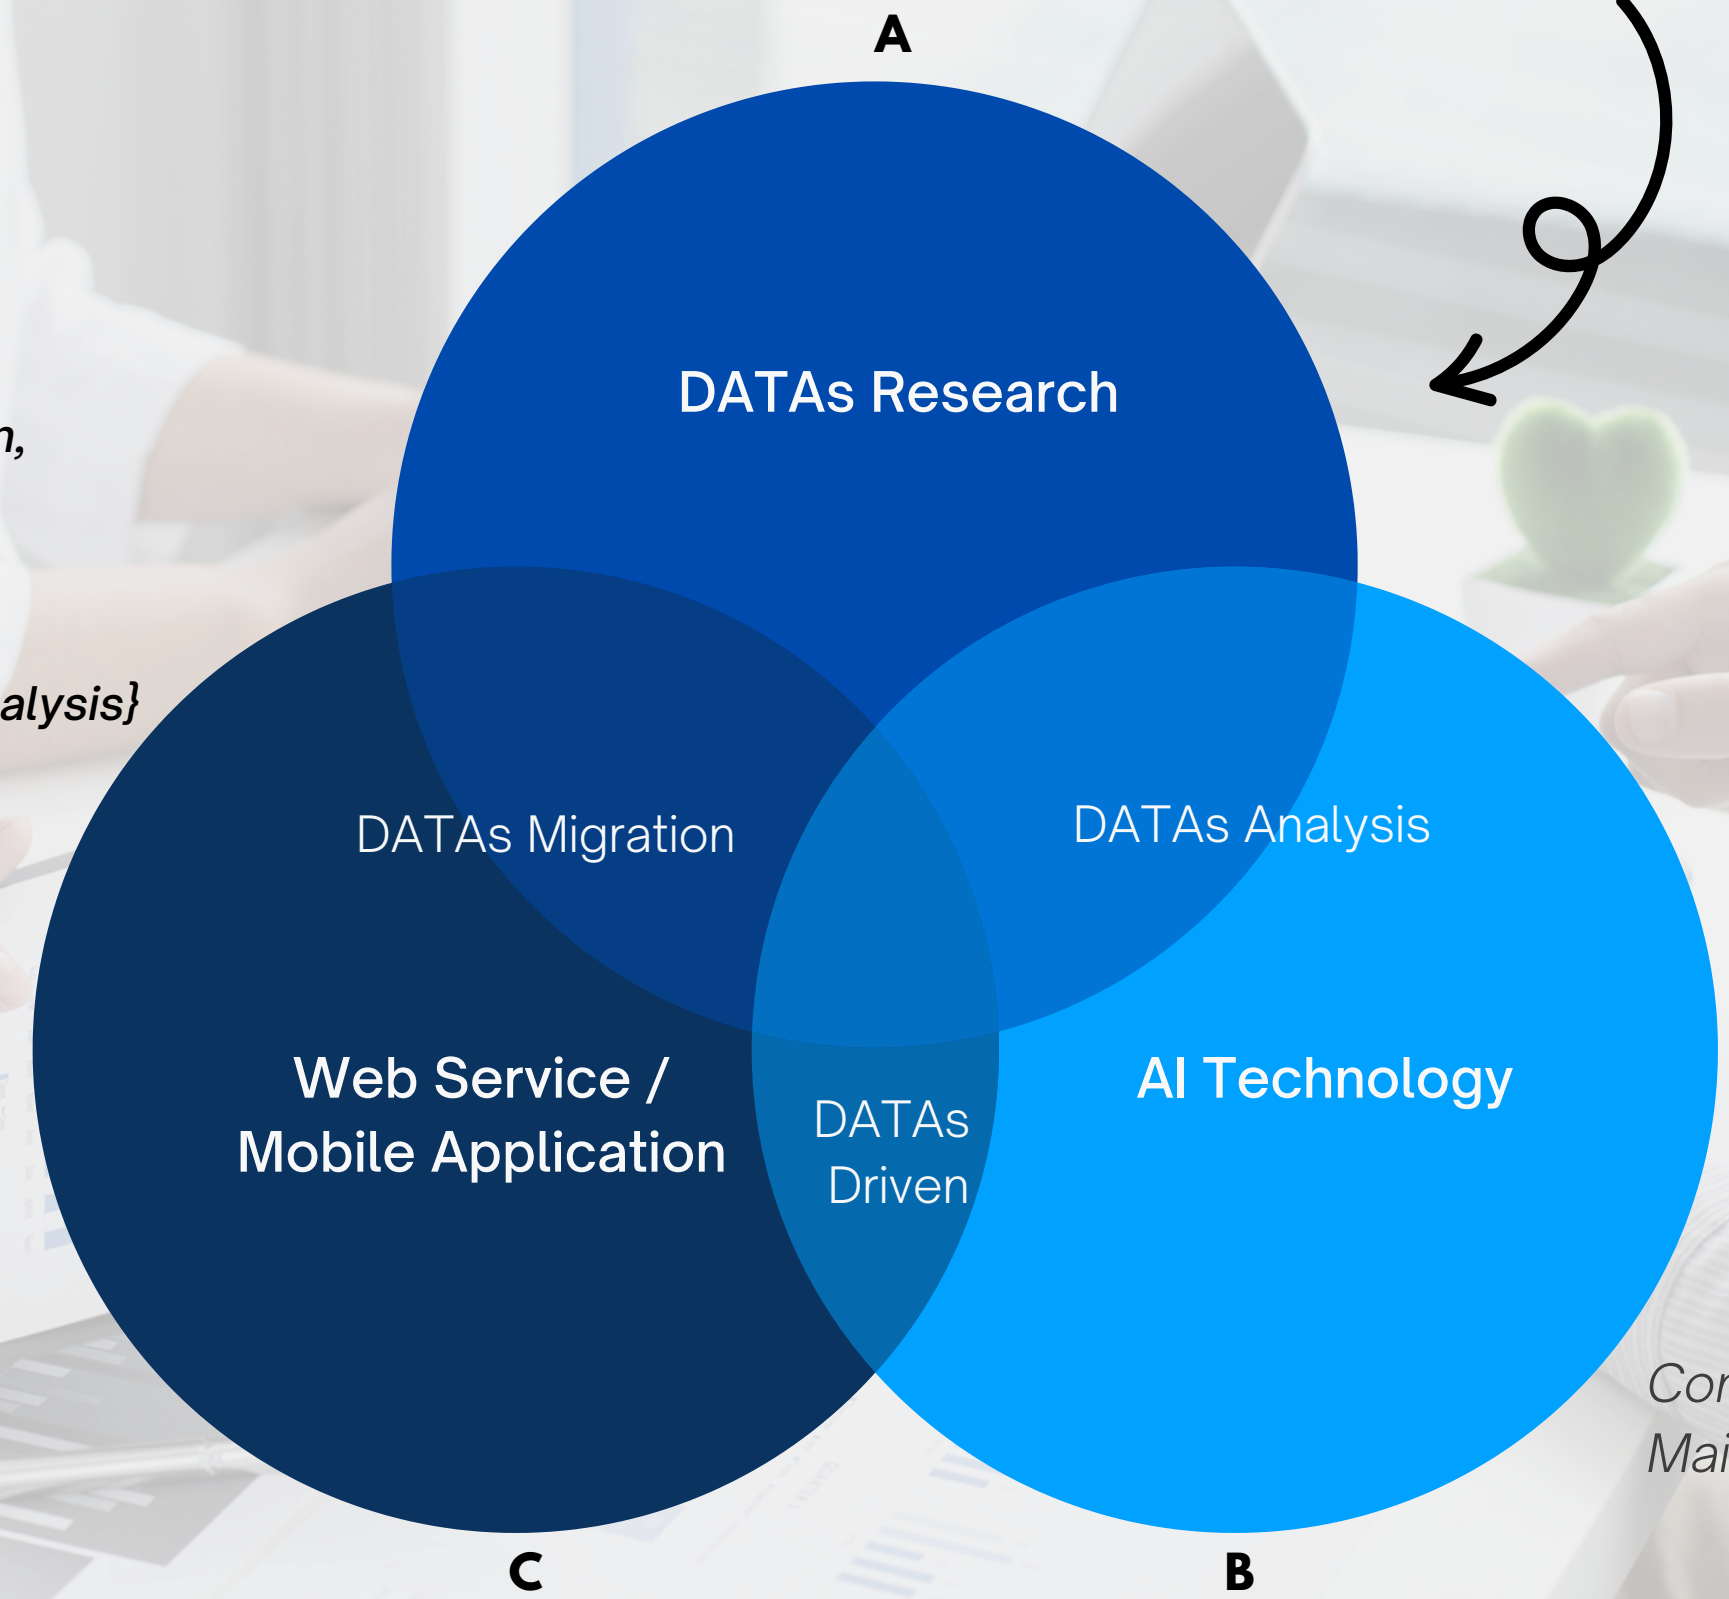 A
DATAs Research
n,
alysis}
DATAs Migration
DATAs Analysis
Web Service /
Mobile Application
AI Technology
DATAs
Driven
Cor
Mai
C
B